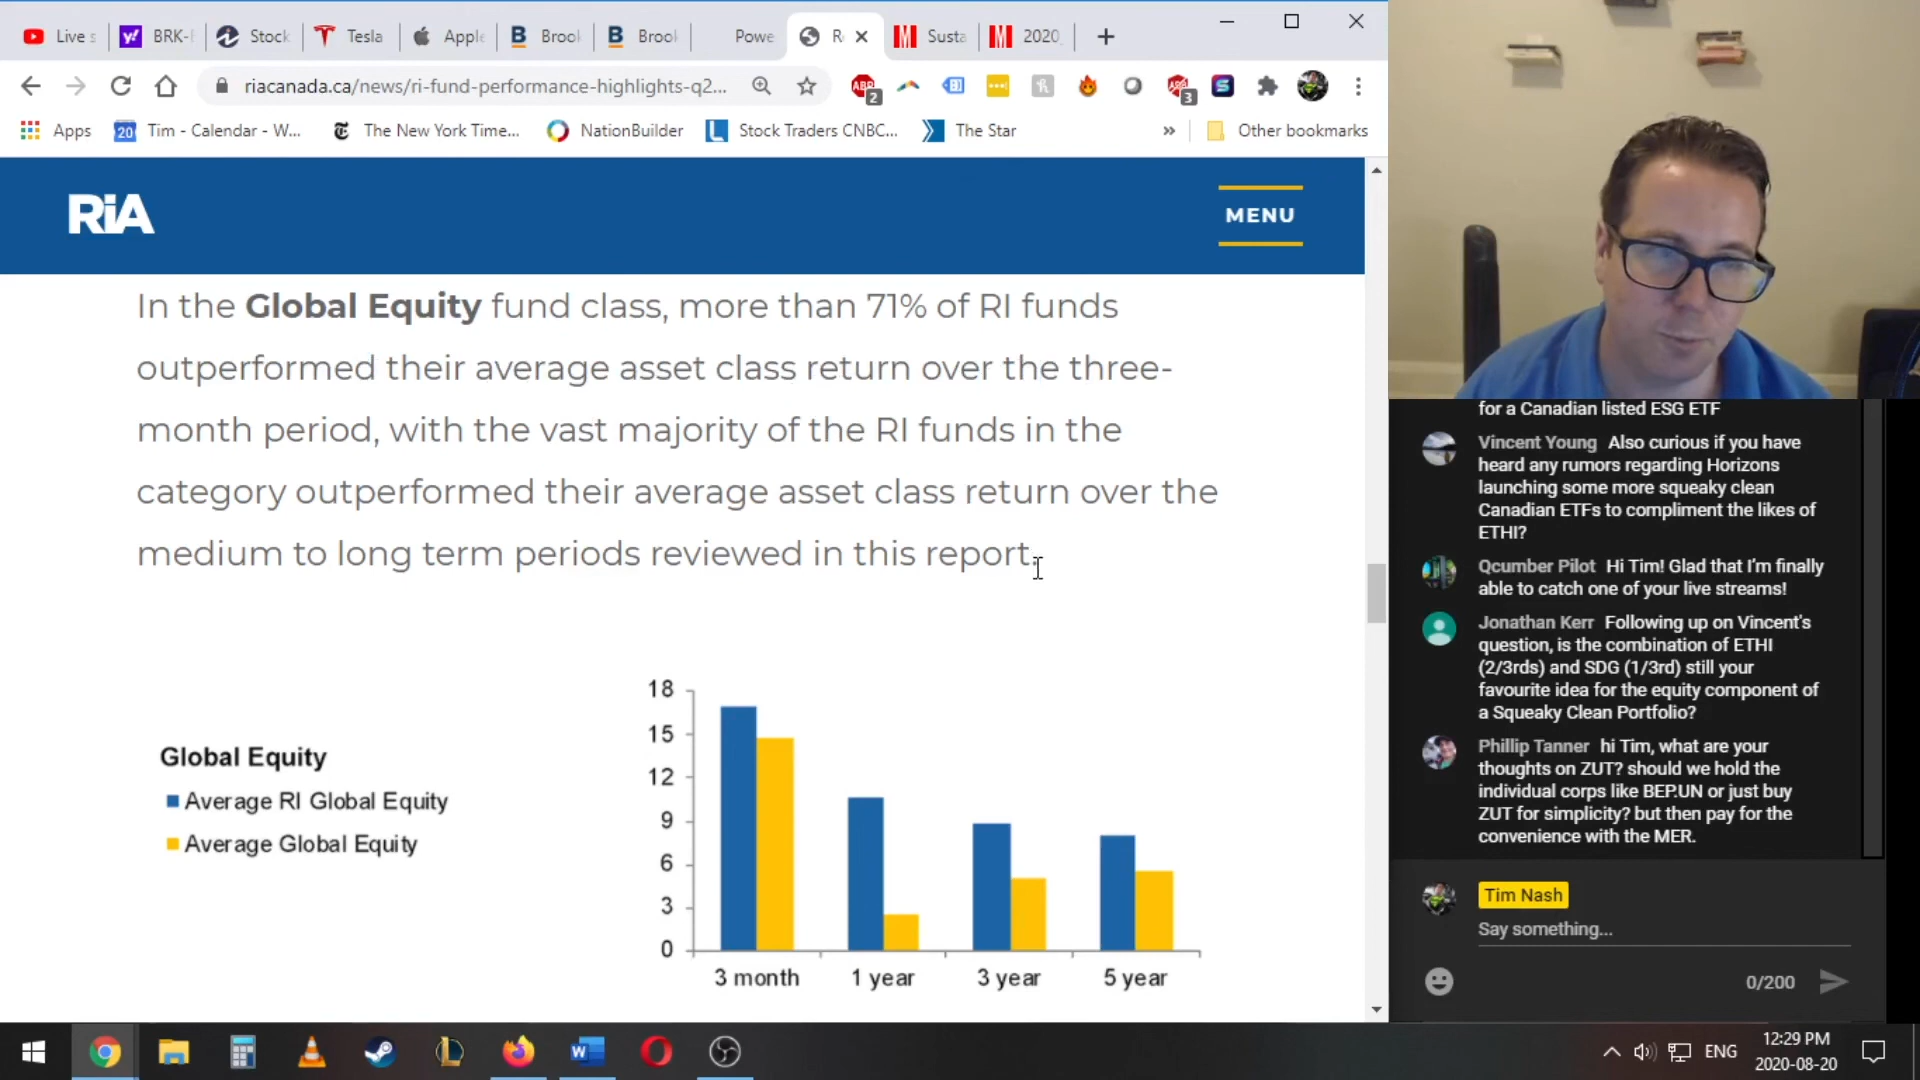 Live s
BRK-
Stock
Tesla
Apple
Brook
Brook
Powe
R
Susta
2020
riacanada.ca/news/ri-fund-performance-highlights-q2...
ABP
2
3
Apps
20
Tim - Calendar - W...
The New York Time...
NationBuilder
Stock Traders CNBC...
The Star
»
Other bookmarks
RiA
MENU
In the Global Equity fund class, more than 71% of RI funds
outperformed their average asset class return over the three-
month period, with the vast majority of the RI funds in the
category outperformed their average asset class return over the
medium to long term periods reviewed in this report.
Global Equity
Average RI Global Equity
Average Global Equity
18
15
12
9
6
3
0
3 month
1 year
3 year
5 year
for a Canadian listed ESG ETF
Vincent Young Also curious if you have
heard any rumors regarding Horizons
launching some more squeaky clean
Canadian ETFs to compliment the likes of
ETHI?
Qcumber Pilot Hi Tim! Glad that I'm finally
able to catch one of your live streams!
Jonathan Kerr Following up on Vincent's
question, is the combination of ETHI
(2/3rds) and SDG (1/3rd) still your
favourite idea for the equity component of
a Squeaky Clean Portfolio?
Phillip Tanner hi Tim, what are your
thoughts on ZUT? should we hold the
individual corps like BEP.UN or just buy
ZUT for simplicity? but then pay for the
convenience with the MER.
Tim Nash
Say something...
0/200
ENG
12:29 PM
2020-08-20